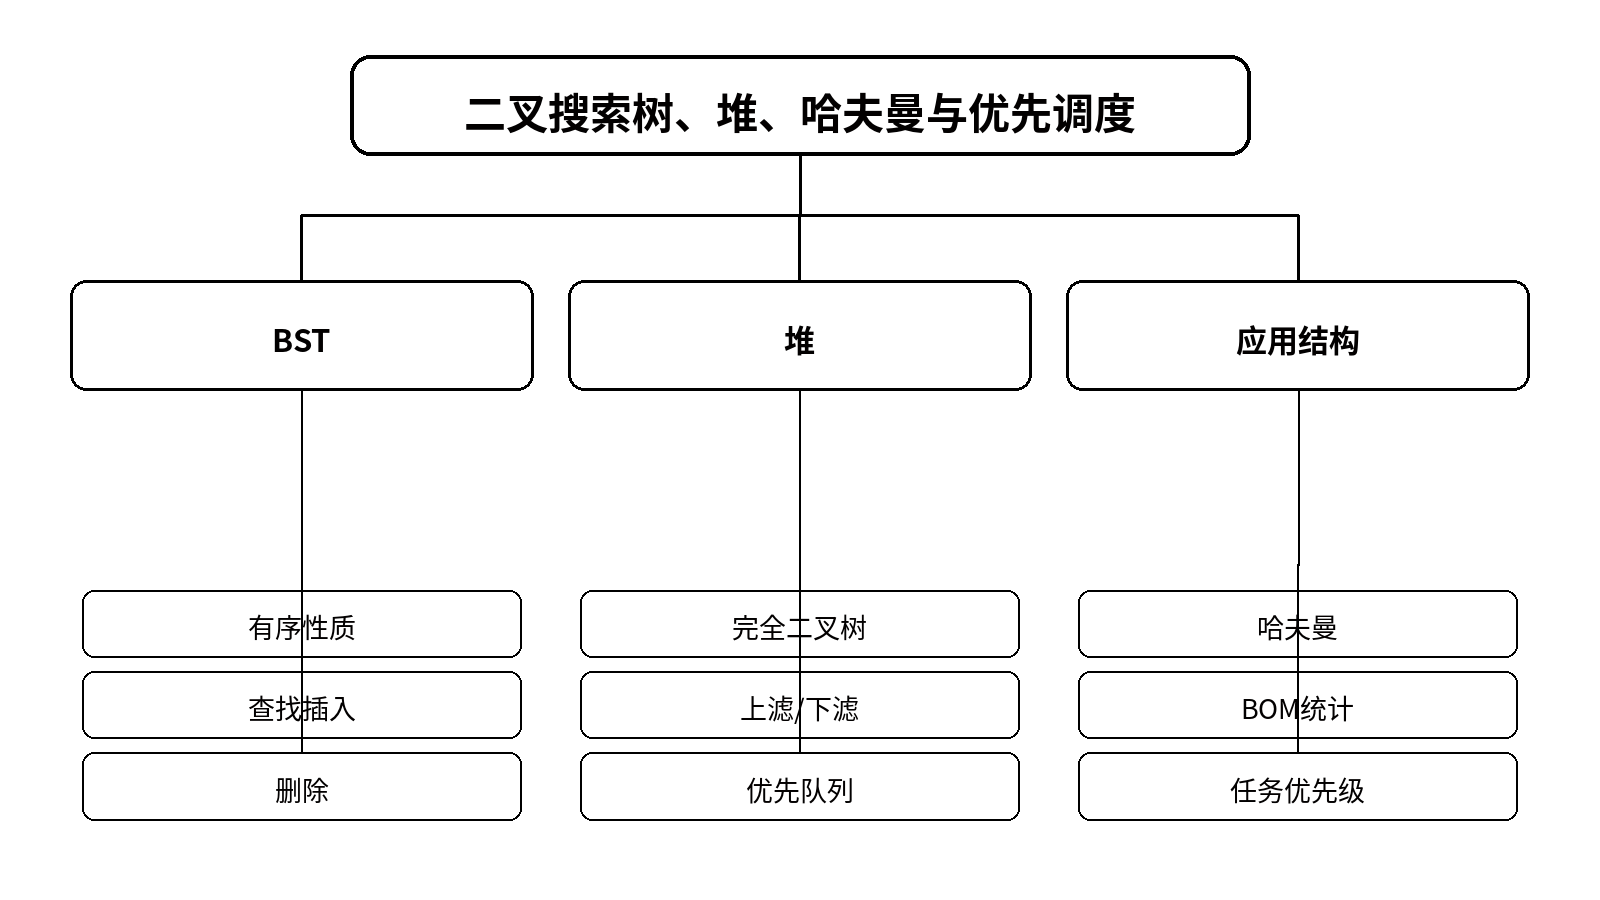 二叉搜索树、堆、哈夫曼与优先调度
BST
堆
应用结构
有序性质
完全二叉树
哈夫曼
查找插入
上滤/下滤
BOM统计
删除
优先队列
任务优先级